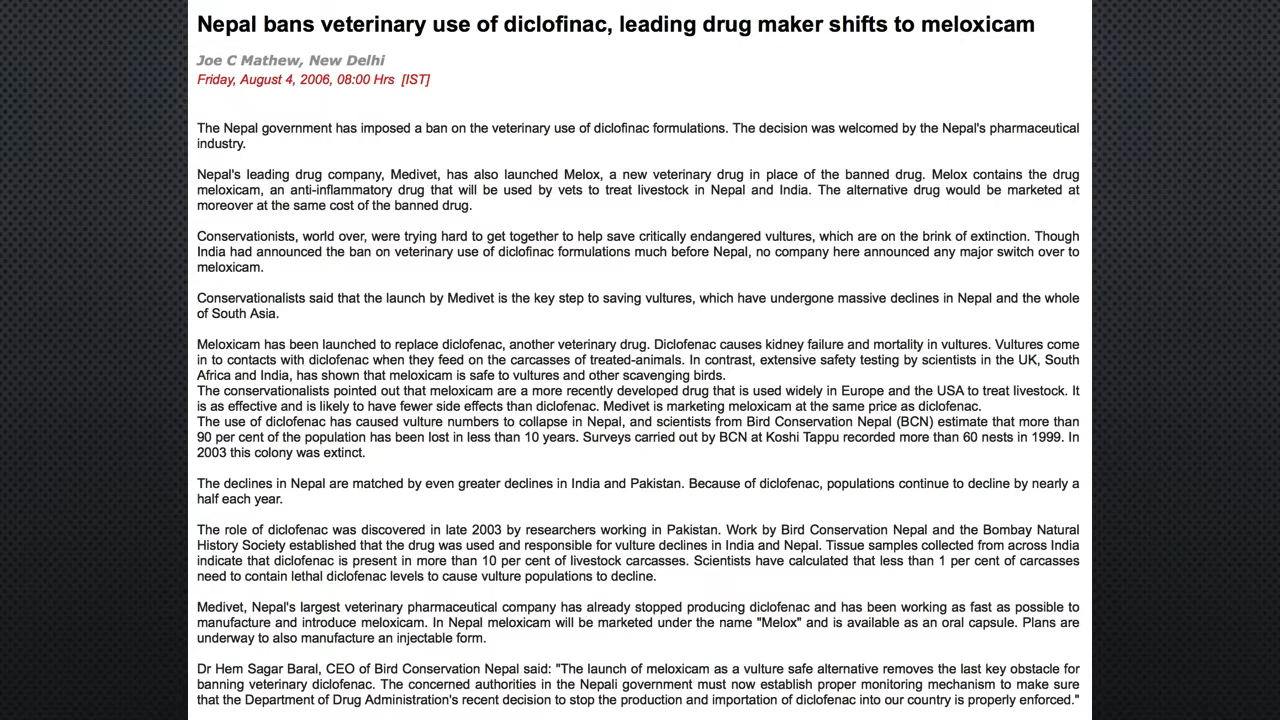 Nepal bans veterinary use of diclofinac, leading drug maker shifts to meloxicam
Joe C Mathew, New Delhi
Friday, August 4, 2006, 08:00 Hrs [IST]
The Nepal government has imposed a ban on the veterinary use of diclofinac formulations. The decision was welcomed by the Nepal's pharmaceutical
industry.
Nepal's leading drug company, Medivet, has also launched Melox, a new veterinary drug in place of the banned drug. Melox contains the drug
meloxicam, an anti-inflammatory drug that will be used by vets to treat livestock in Nepal and India. The alternative drug would be marketed at
moreover at the same cost of the banned drug.
Conservationists, world over, were trying hard to get together to help save critically endangered vultures, which are on the brink of extinction. Though
India had announced the ban on veterinary use of diclofinac formulations much before Nepal, no company here announced any major switch over to
meloxicam.
Conservationalists said that the launch by Medivet is the key step to saving vultures, which have undergone massive declines in Nepal and the whole
of South Asia.
Meloxicam has been launched to replace diclofenac, another veterinary drug. Diclofenac causes kidney failure and mortality in vultures. Vultures come
in to contacts with diclofenac when they feed on the carcasses of treated-animals. In contrast, extensive safety testing by scientists in the UK, South
Africa and India, has shown that meloxicam is safe to vultures and other scavenging birds.
The conservationalists pointed out that meloxicam are a more recently developed drug that is used widely in Europe and the USA to treat livestock. It
is as effective and is likely to have fewer side effects than diclofenac. Medivet is marketing meloxicam at the same price as diclofenac.
The use of diclofenac has caused vulture numbers to collapse in Nepal, and scientists from Bird Conservation Nepal (BCN) estimate that more than
90 per cent of the population has been lost in less than 10 years. Surveys carried out by BCN at Koshi Tappu recorded more than 60 nests in 1999. In
2003 this colony was extinct.
The declines in Nepal are matched by even greater declines in India and Pakistan. Because of diclofenac, populations continue to decline by nearly a
half each year.
The role of diclofenac was discovered in late 2003 by researchers working in Pakistan. Work by Bird Conservation Nepal and the Bombay Natural
History Society established that the drug was used and responsible for vulture declines in India and Nepal. Tissue samples collected from across India
indicate that diclofenac is present in more than 10 per cent of livestock carcasses. Scientists have calculated that less than 1 per cent of carcasses
need to contain lethal diclofenac levels to cause vulture populations to decline.
Medivet, Nepal's largest veterinary pharmaceutical company has already stopped producing diclofenac and has been working as fast as possible to
manufacture and introduce meloxicam. In Nepal meloxicam will be marketed under the name "Melox" and is available as an oral capsule. Plans are
underway to also manufacture an injectable form.
Dr Hem Sagar Baral, CEO of Bird Conservation Nepal said: "The launch of meloxicam as a vulture safe alternative removes the last key obstacle for
banning veterinary diclofenac. The concerned authorities in the Nepali government must now establish proper monitoring mechanism to make sure
that the Department of Drug Administration's recent decision to stop the production and importation of diclofenac into our country is properly enforced."